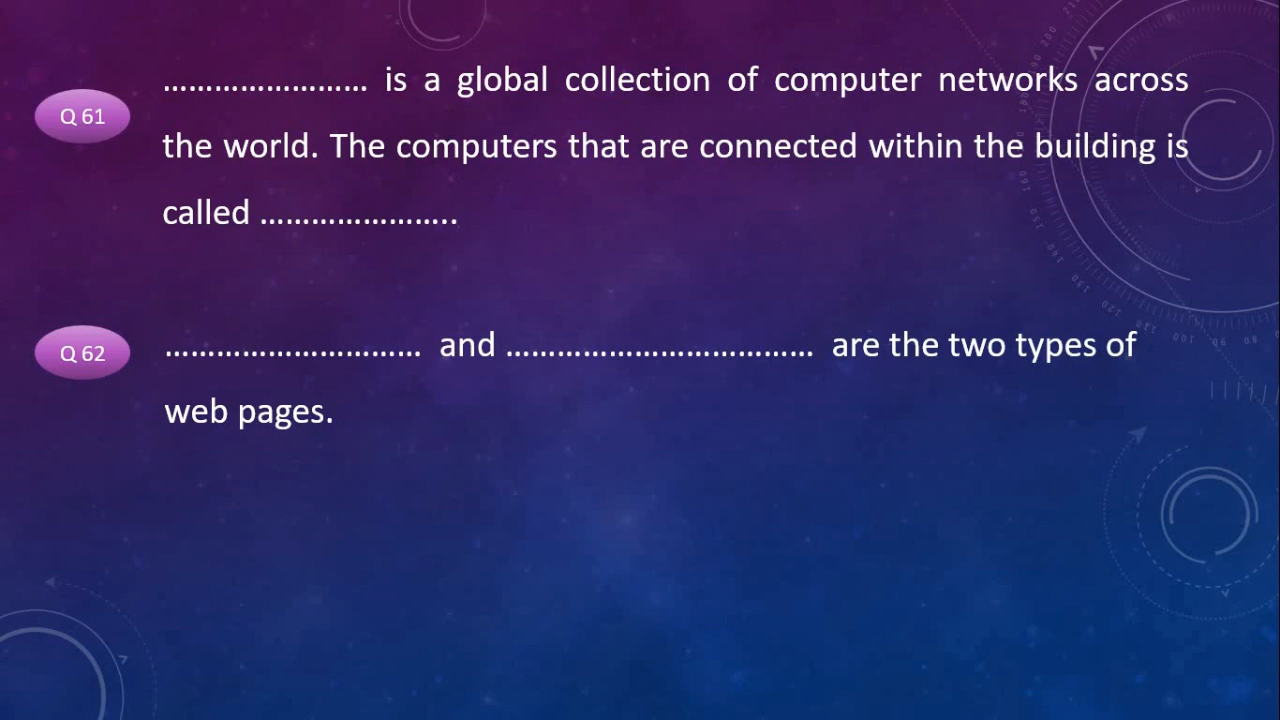 Q 61
…………………… is a global collection of computer networks across
the world. The computers that are connected within the building is
called …………………..
Q 62
………………………… and ……………………………… are the two types of
web pages.